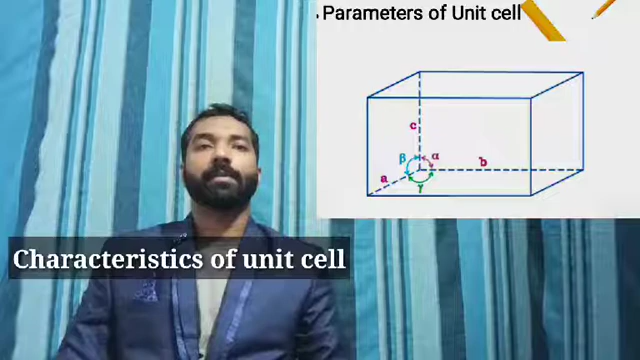 Parameters of Unit cell
c
β α
b
a
γ
Characteristics of unit cell